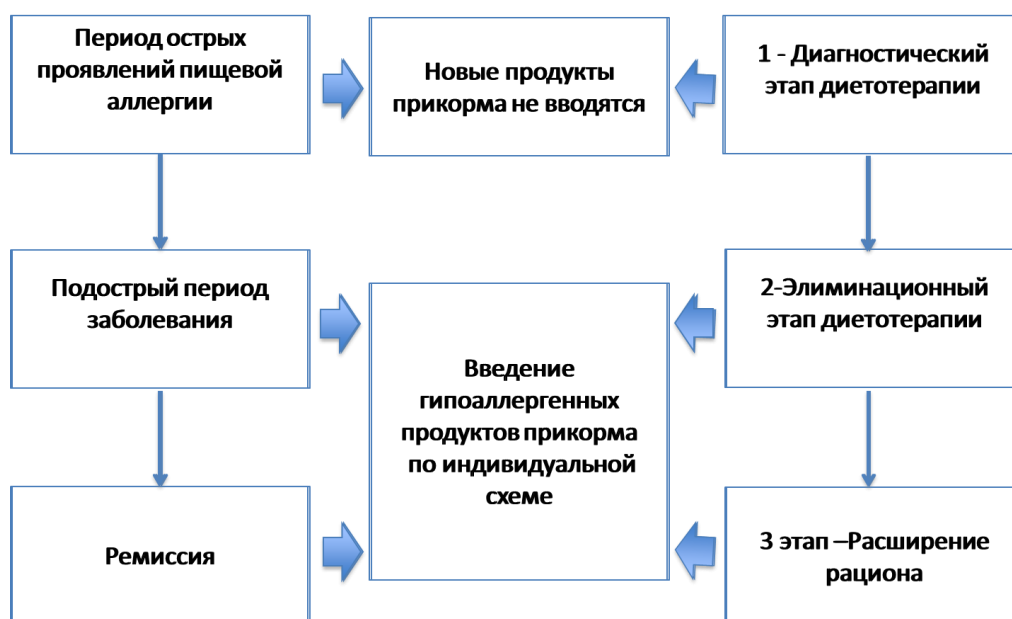 Период острых
проявлений пищевой
аллергии
Новые продукты
прикорма не вводятся
1 - Диагностический
этап диетотерапии
Подострый период
заболевания
Введение
гипоаллергенных
продуктов прикорма
по индивидуальной
схеме
2-Элиминационный
этап диетотерапии
Ремиссия
3 этап –Расширение
рациона